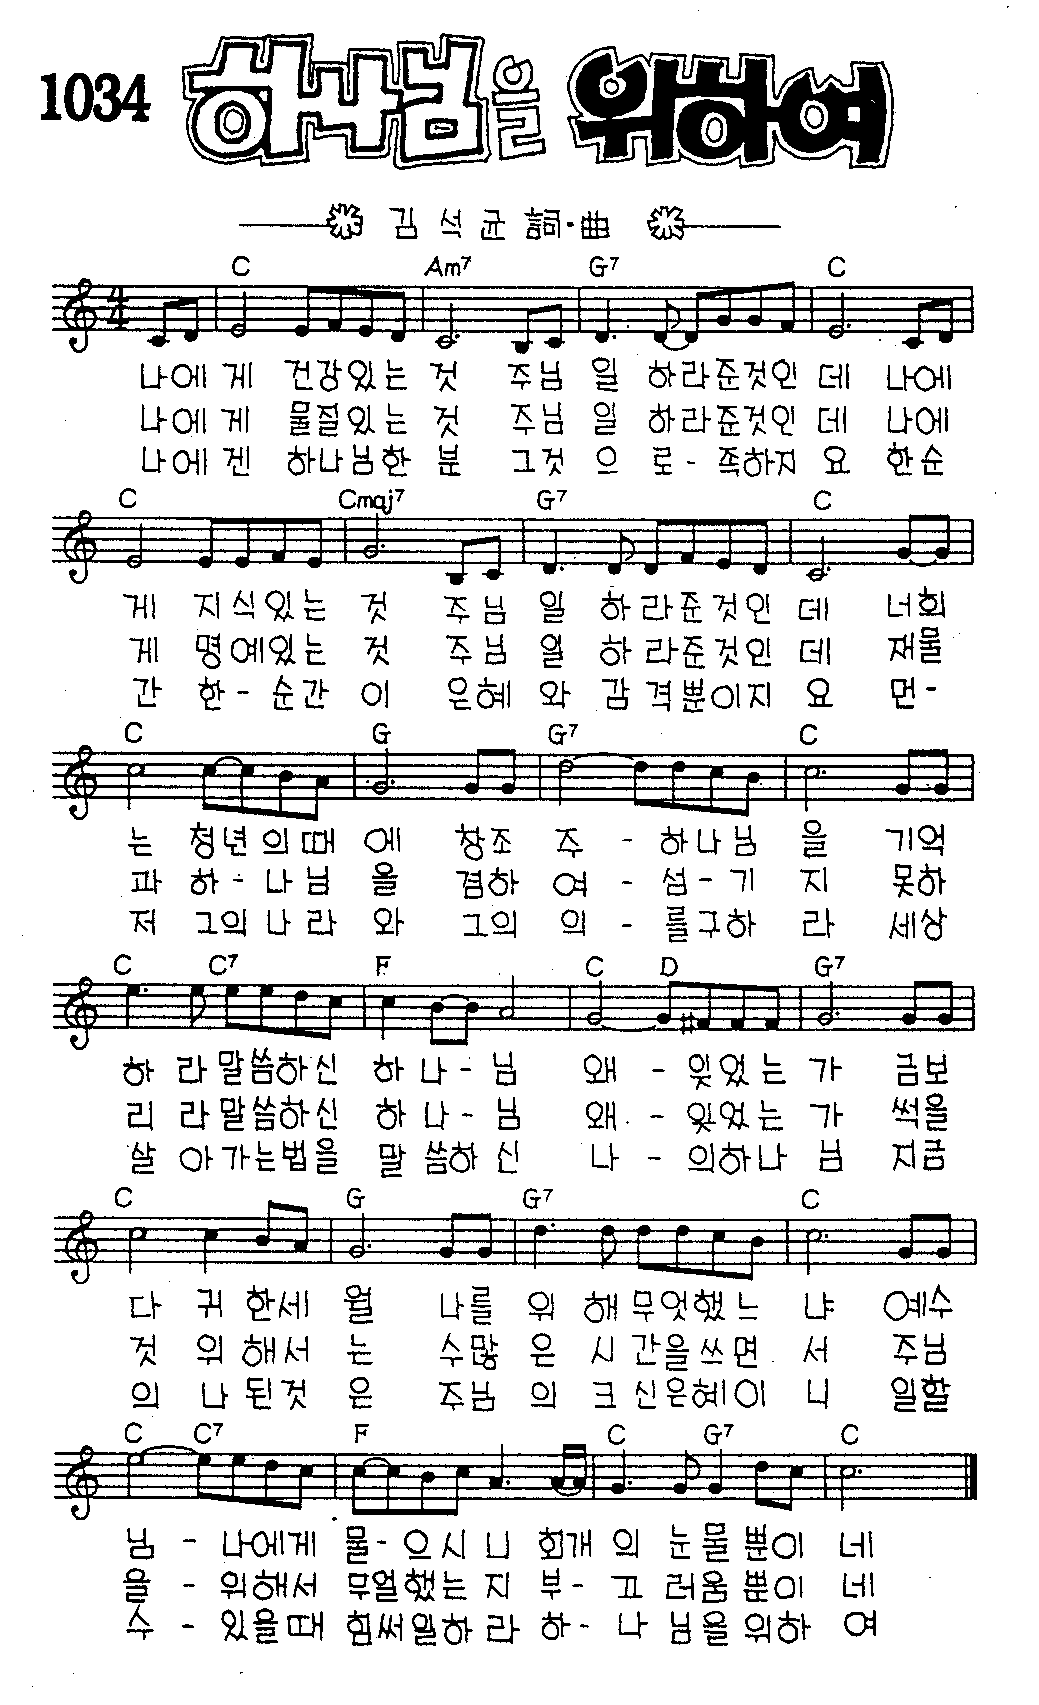 1034 하나님을 위하여
김석균 詞·曲
C Am7 G7 C
나에게 건강있는 것 주님 일 하라준것인 데 나에
나에게 물질있는 것 주님 일 하라준것인 데 나에
나에겐 하나님한 분 그것 으 로-족하지 요 한순
C Cmaj7 G7 C
게 지식있는 것 주님 일 하라준것인 데 너희
게 명예있는 것 주님 일 하라준것인 데 재물
간 한-순간 이 은혜 와 감격뿐이지 요 먼-
C G G7 C
는 청년의때 에 창조 주 - 하나님 을 기억
과 하-나님 을 겸하 여 - 섬-기 지 못하
저 그의나라 와 그의 의 - 를구하 라 세상
C C7 F C D G7
하 라말씀하신 하나-님 왜 - 잊었는 가 금보
리 라말씀하신 하나-님 왜 - 잊었는 가 썩을
살 아가는법을 말씀하신 나 - 의하나 님 지금
C G G7 C
다 귀 한세 월 나를 위 해무엇했느 냐 예수
것 위 해서 는 수많 은 시간을쓰면 서 주님
의 나 된것 은 주님 의 크신은혜이 니 일할
C C7 F C G7 C
님 - 나에게 물-으시니 회개 의 눈물뿐이 네
을 - 위해서 무얼했는지 부- 끄 러움뿐이 네
수 - 있을때 힘써일하라 하- 나 님을위하 여